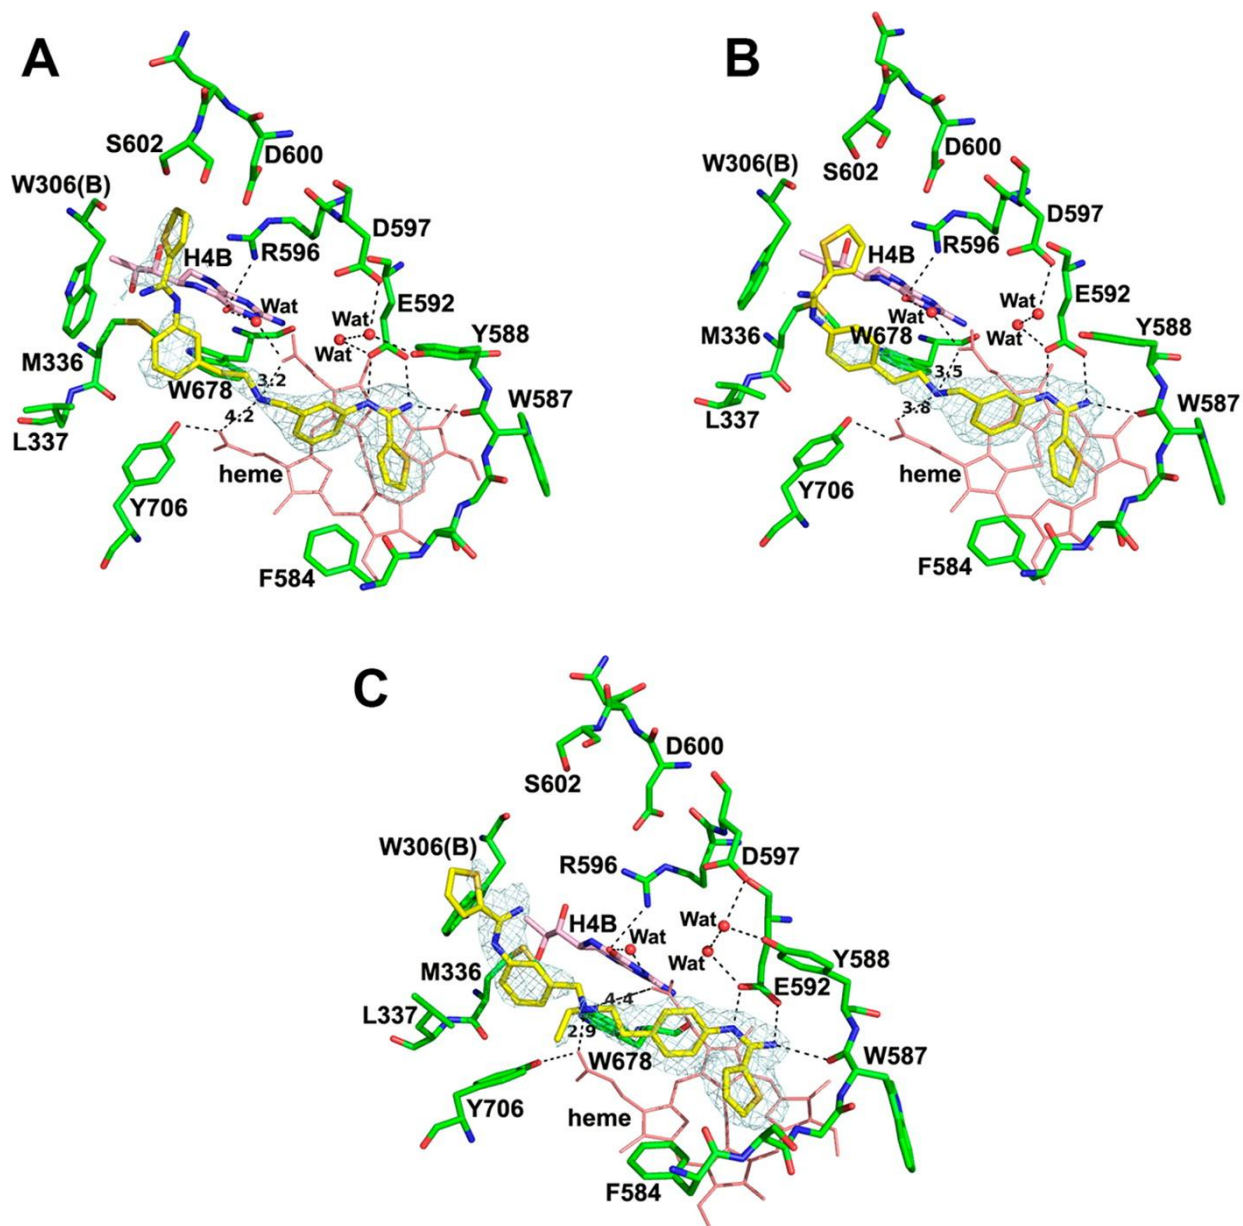 A
S602
D600
W306(B)
D597
R596
H4B
Wat
E592
Wat
Y588
M336
W678
3.2
4.2
W587
L337
heme
Y706
F584
B
D600
S602
W306(B)
D597
R596
H4B
E592
Wat
Wat
Y588
M336
W678
3.5
3.8
L337
W587
heme
Y706
F584
C
D600
S602
W306(B)
D597
R596
H4B
Wat
Wat
Wat
Y588
M336
E592
4.4
L337
2.9
W678
W587
Y706
heme
F584